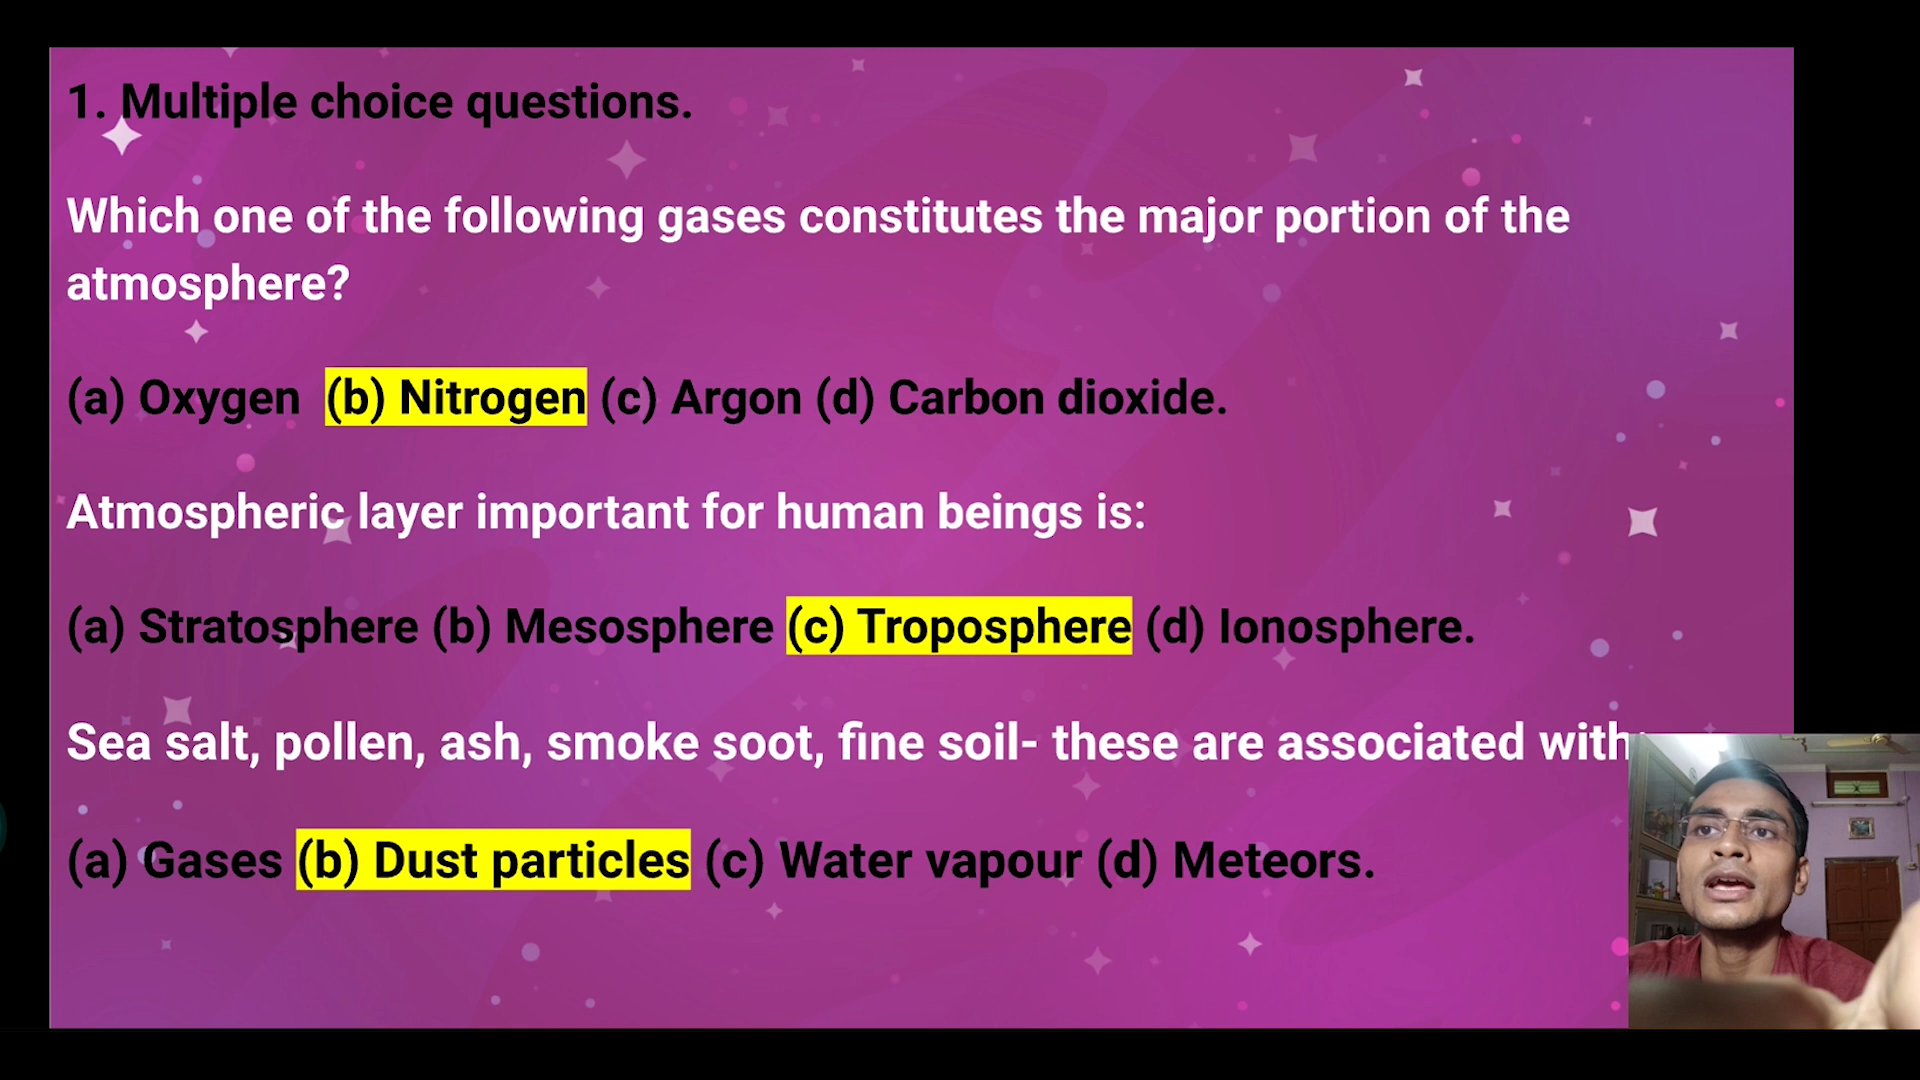 1. Multiple choice questions.
Which one of the following gases constitutes the major portion of the
atmosphere?
(a) Oxygen (b) Nitrogen (c) Argon (d) Carbon dioxide.
Atmospheric layer important for human beings is:
(a) Stratosphere (b) Mesosphere (c) Troposphere (d) Ionosphere.
Sea salt, pollen, ash, smoke soot, fine soil- these are associated with:
(a) Gases (b) Dust particles (c) Water vapour (d) Meteors.